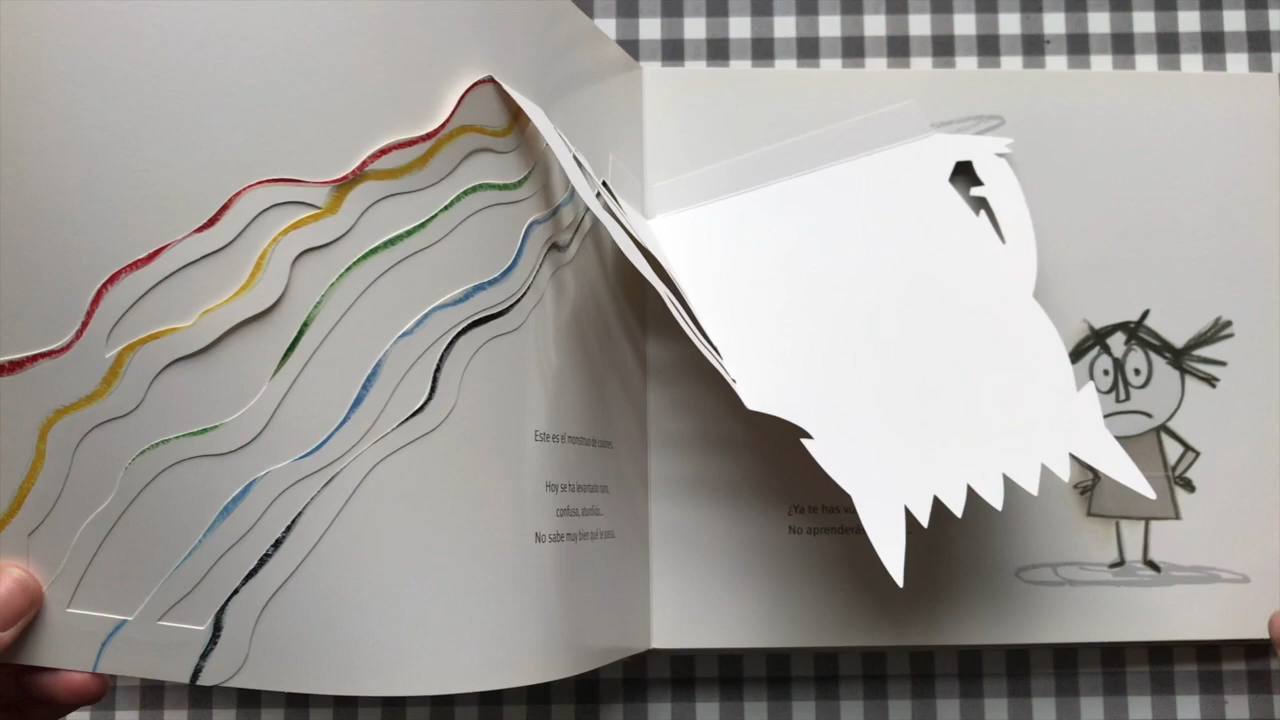 Este es el monstruo de colores.
Hoy se ha levantado raro,
confuso, aturdido...
No sabe muy bien qué le pasa.
¿Ya te has
No aprenderás